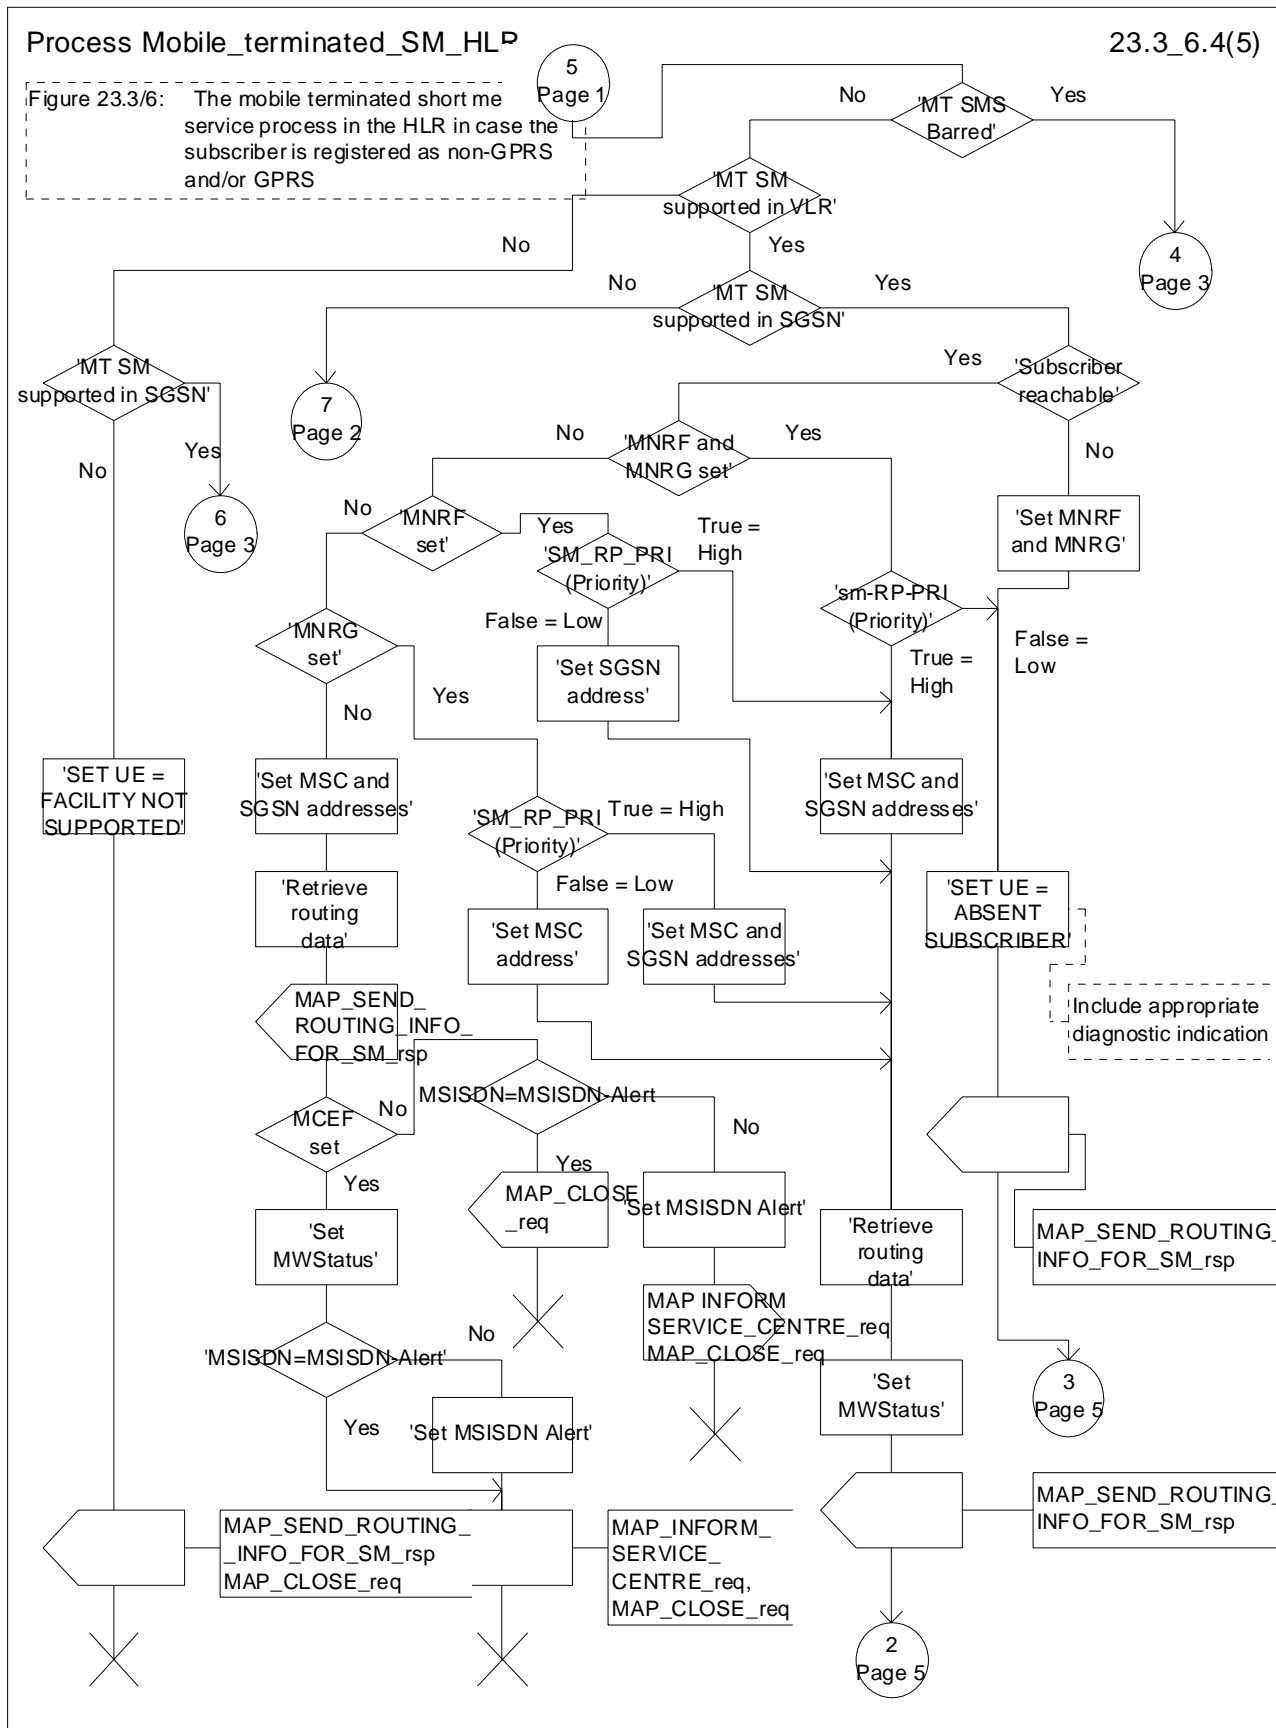 Process Mobile_terminated_SM_HLR
23.3_6.4(5)
5
Page 1
Figure 23.3/6: The mobile terminated short me
service process in the HLR in case the
subscriber is registered as non-GPRS
and/or GPRS
No
'MT SMS
Barred'
Yes
'MT SM
supported in VLR'
No
Yes
4
Page 3
No
'MT SM
supported in SGSN'
Yes
'MT SM
supported in SGSN'
7
Page 2
Yes
'Subscriber
reachable'
No
Yes
No
'MNRF and
MNRG set'
Yes
No
6
Page 3
No
'MNRF
set'
Yes
'SM_RP_PRI
(Priority)'
True =
High
'Set MNRF
and MNRG'
'sm-RP-PRI
(Priority)'
False = Low
'MNRG
set'
'Set SGSN
address'
True =
High
False =
Low
Yes
No
'SET UE =
FACILITY NOT
SUPPORTED'
'Set MSC and
SGSN addresses'
'SM_RP_PRI
(Priority)'
True = High
'Set MSC and
SGSN addresses'
False = Low
'Retrieve
routing
data'
'Set MSC
address'
'Set MSC and
SGSN addresses'
'SET UE =
ABSENT
SUBSCRIBER'
MAP_SEND_
ROUTING_INFO_
FOR_SM_rsp
Include appropriate
diagnostic indication
MCEF
set
No
MSISDN=MSISDN-Alert
No
Yes
Yes
MAP_CLOSE
_req
'Set MSISDN Alert'
'Set
MWStatus'
'Retrieve
routing
data'
MAP_SEND_ROUTING_
INFO_FOR_SM_rsp
MAP INFORM
SERVICE_CENTRE_req
MAP_CLOSE_req
'MSISDN=MSISDN-Alert'
No
Yes
'Set MSISDN Alert'
'Set
MWStatus'
3
Page 5
MAP_SEND_ROUTING_
_INFO_FOR_SM_rsp
MAP_CLOSE_req
MAP_INFORM_
SERVICE_
CENTRE_req,
MAP_CLOSE_req
MAP_SEND_ROUTING_
INFO_FOR_SM_rsp
2
Page 5